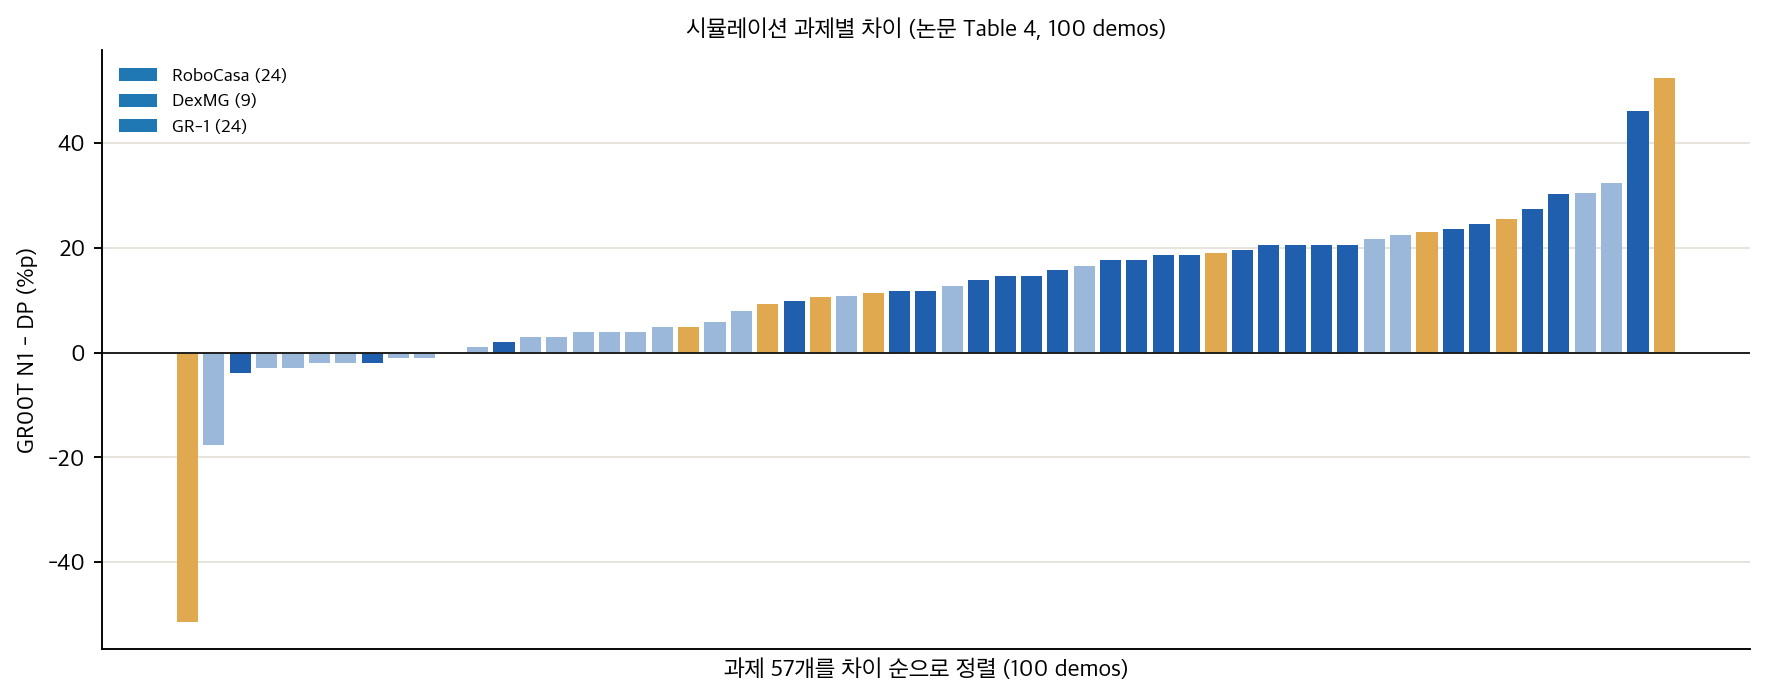 시뮬레이션 과제별 차이 (논문 Table 4, 100 demos)
RoboCasa (24)
DexMG (9)
GR-1 (24)
GR00T N1 - DP (%p)
40
20
0
-20
-40
과제 57개를 차이 순으로 정렬 (100 demos)